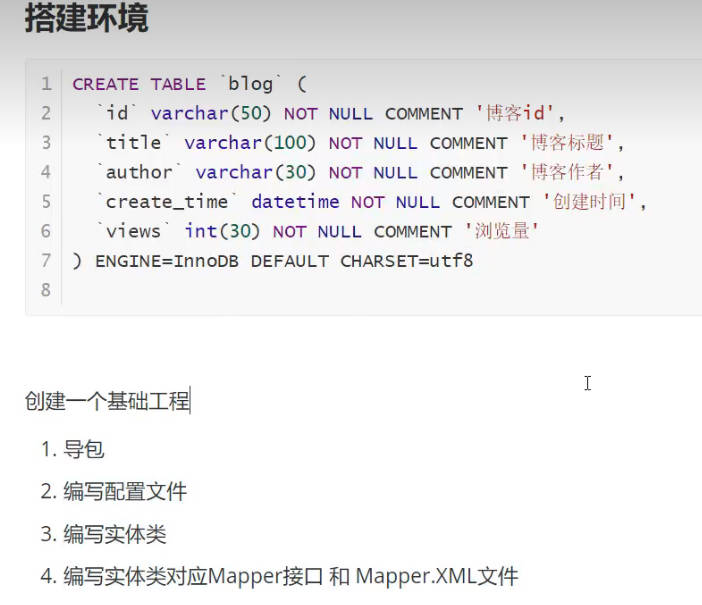 搭建环境
1 CREATE TABLE `blog` (
2 `id` varchar(50) NOT NULL COMMENT '博客id',
3 `title` varchar(100) NOT NULL COMMENT '博客标题',
4 `author` varchar(30) NOT NULL COMMENT '博客作者',
5 `create_time` datetime NOT NULL COMMENT '创建时间',
6 `views` int(30) NOT NULL COMMENT '浏览量'
7 ) ENGINE=InnoDB DEFAULT CHARSET=utf8
8
创建一个基础工程
1. 导包
2. 编写配置文件
3. 编写实体类
4. 编写实体类对应Mapper接口 和 Mapper.XML文件